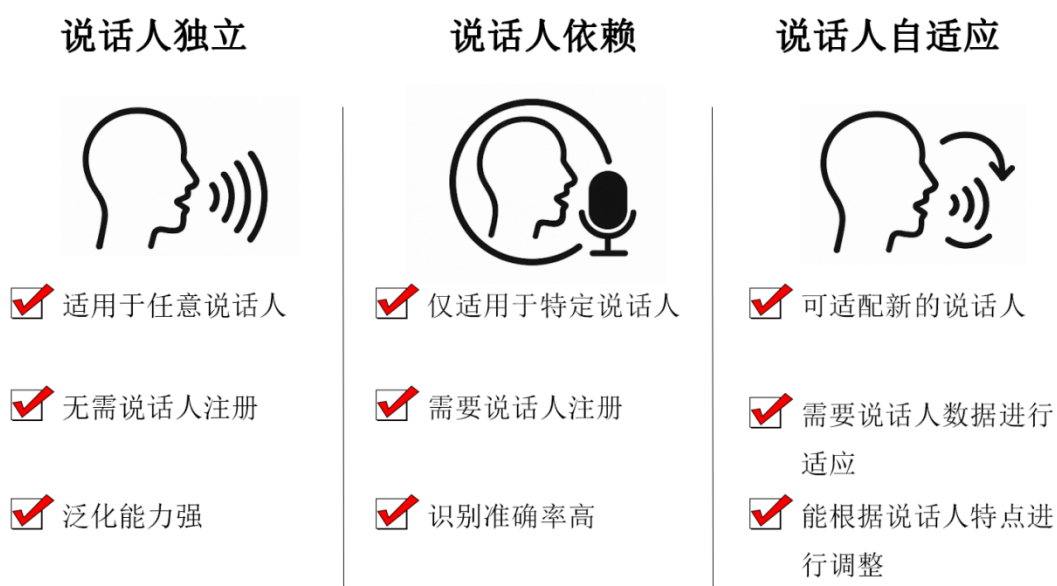 说话人独立
适用于任意说话人
无需说话人注册
泛化能力强
说话人依赖
仅适用于特定说话人
需要说话人注册
识别准确率高
说话人自适应
可适配新的说话人
需要说话人数据进行
适应
能根据说话人特点进
行调整